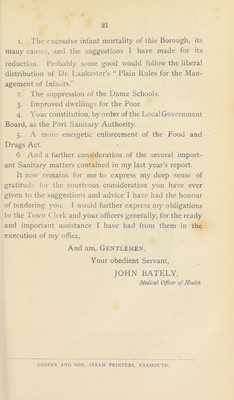 21
1. The excessive infant mortality of this Borough, its
many causes, and the suggestions I have made for its
reduction. Probably some good would follow the liberal
distribution of Dr. Lankester's “Plain Rules for the Man-
agement of Infants.”
2. The suppression of the Dame Schools.
3. Improved dwellings for the Poor.
4. Your constitution, by order of the Local Government
Board, as the Port Sanitary Authority.
5. A more energetic enforcement of the Food and
Drugs Act.
6 And a further consideration of the several import-
ant Sanitary matters contained in my last year's report.
It now remains for me to express my deep sense of
gratitude for the courteous consideration you have ever
given to the suggestions and advice I have had the honour
of tendering you. I would further express my obligations
to the Town Clerk and your officers generally, for the ready
and important assistance I have had from them in the
execution of my office,
And am, GENTLEMEN,
Your obedient Servant,
JOHN BATELY,
Medical Officer of Health
COOPER AND SON, STEAM PRINTERS, YARMOUTH.